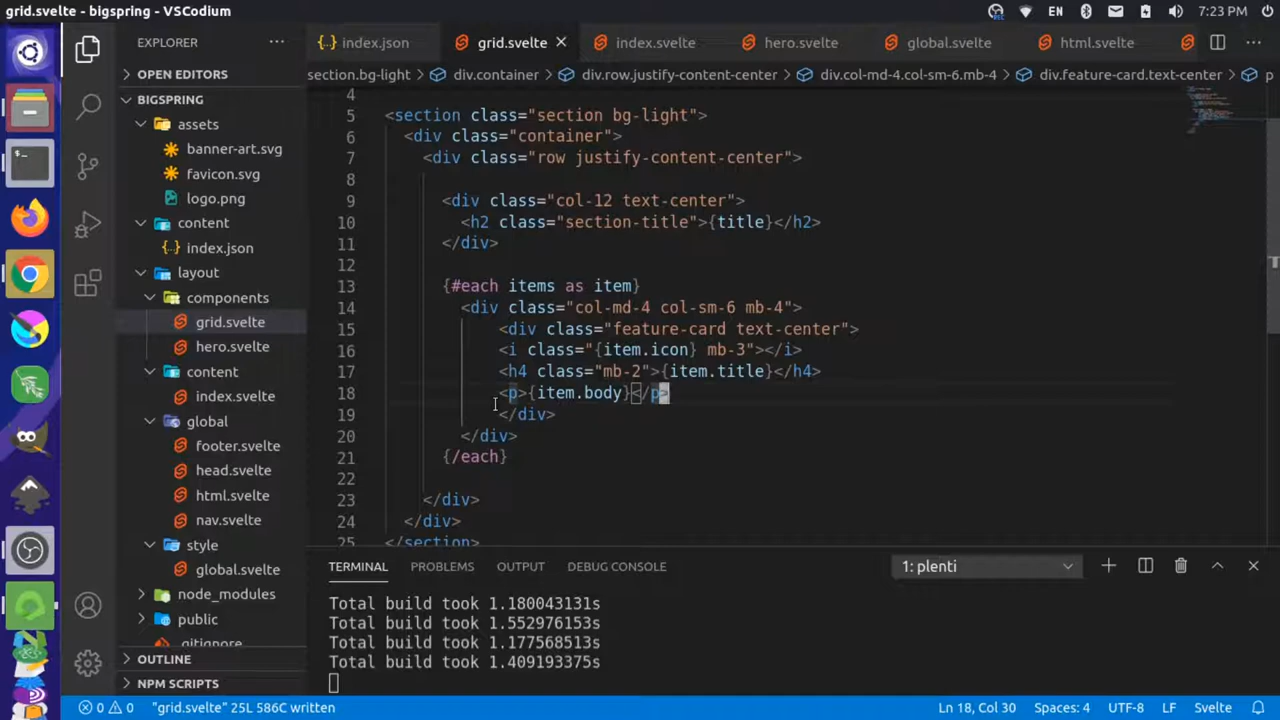 grid.svelte - bigspring - VSCodium
EN
7:23 PM
EXPLORER
index.json
grid.svelte
index.svelte
hero.svelte
global.svelte
html.svelte
OPEN EDITORS
section.bg-light
div.container
div.row.justify-content-center
div.col-md-4.col-sm-6.mb-4
div.feature-card.text-center
p
BIGSPRING
assets
banner-art.svg
favicon.svg
logo.png
content
index.json
layout
components
grid.svelte
hero.svelte
content
index.svelte
global
footer.svelte
head.svelte
html.svelte
nav.svelte
style
global.svelte
node_modules
public
.gitignore
OUTLINE
NPM SCRIPTS
4
5 <section class="section bg-light">
6 <div class="container">
7 <div class="row justify-content-center">
8
9 <div class="col-12 text-center">
10 <h2 class="section-title">{title}</h2>
11 </div>
12
13 {#each items as item}
14 <div class="col-md-4 col-sm-6 mb-4">
15 <div class="feature-card text-center">
16 <i class="{item.icon} mb-3"></i>
17 <h4 class="mb-2">{item.title}</h4>
18 <p>{item.body}</p>
19 </div>
20 </div>
21 {/each}
22
23 </div>
24 </div>
25 </section>
TERMINAL
PROBLEMS
OUTPUT
DEBUG CONSOLE
1: plenti
Total build took 1.180043131s
Total build took 1.552976153s
Total build took 1.177568513s
Total build took 1.409193375s
0 0
"grid.svelte" 25L 586C written
Ln 18, Col 30
Spaces: 4
UTF-8
LF
Svelte